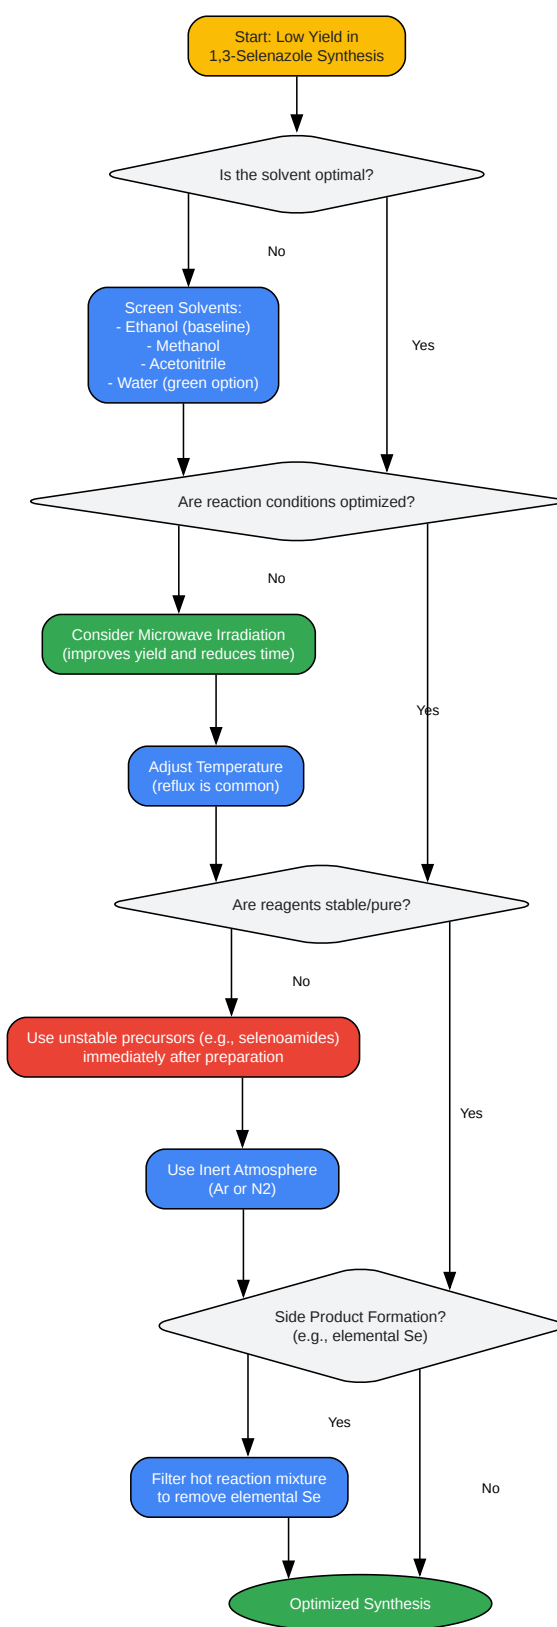 Start: Low Yield in
1,3-Selenazole Synthesis
Is the solvent optimal?
No
Screen Solvents:
- Ethanol (baseline)
- Methanol
- Acetonitrile
- Water (green option)
Yes
Are reaction conditions optimized?
No
Consider Microwave Irradiation
(improves yield and reduces time)
Yes
Adjust Temperature
(reflux is common)
Are reagents stable/pure?
No
Use unstable precursors (e.g., selenoamides)
immediately after preparation
Yes
Use Inert Atmosphere
(Ar or N2)
Side Product Formation?
(e.g., elemental Se)
Yes
Filter hot reaction mixture
to remove elemental Se
No
Optimized Synthesis